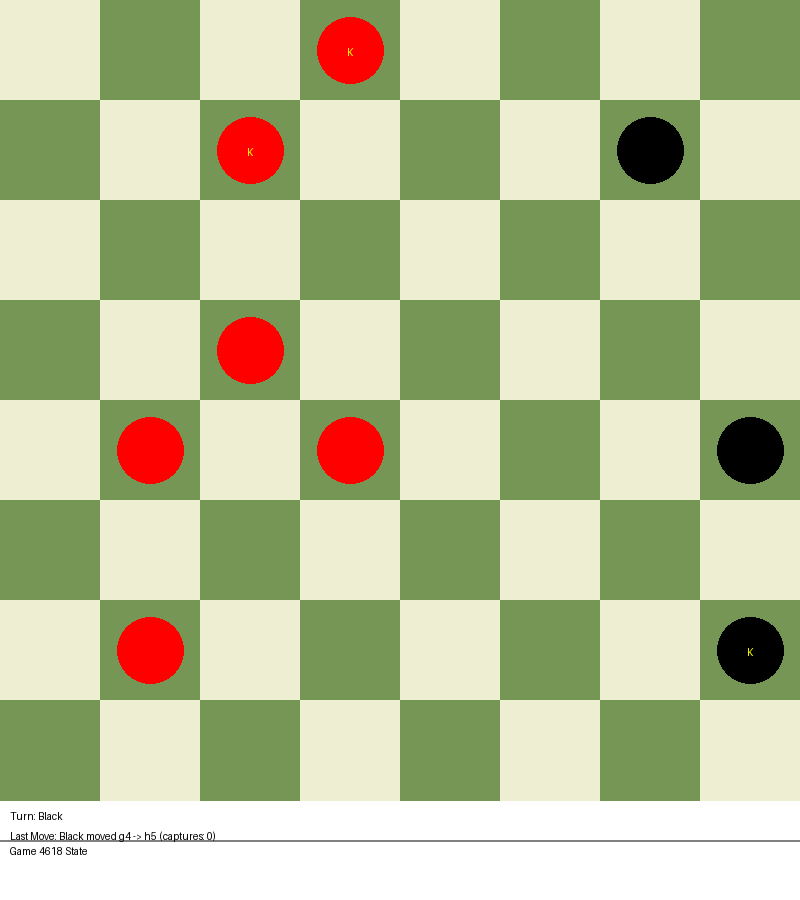 K
K
K
Turn: Black
Last Move: Black moved g4 -> h5 (captures: 0)
Game 4618 State